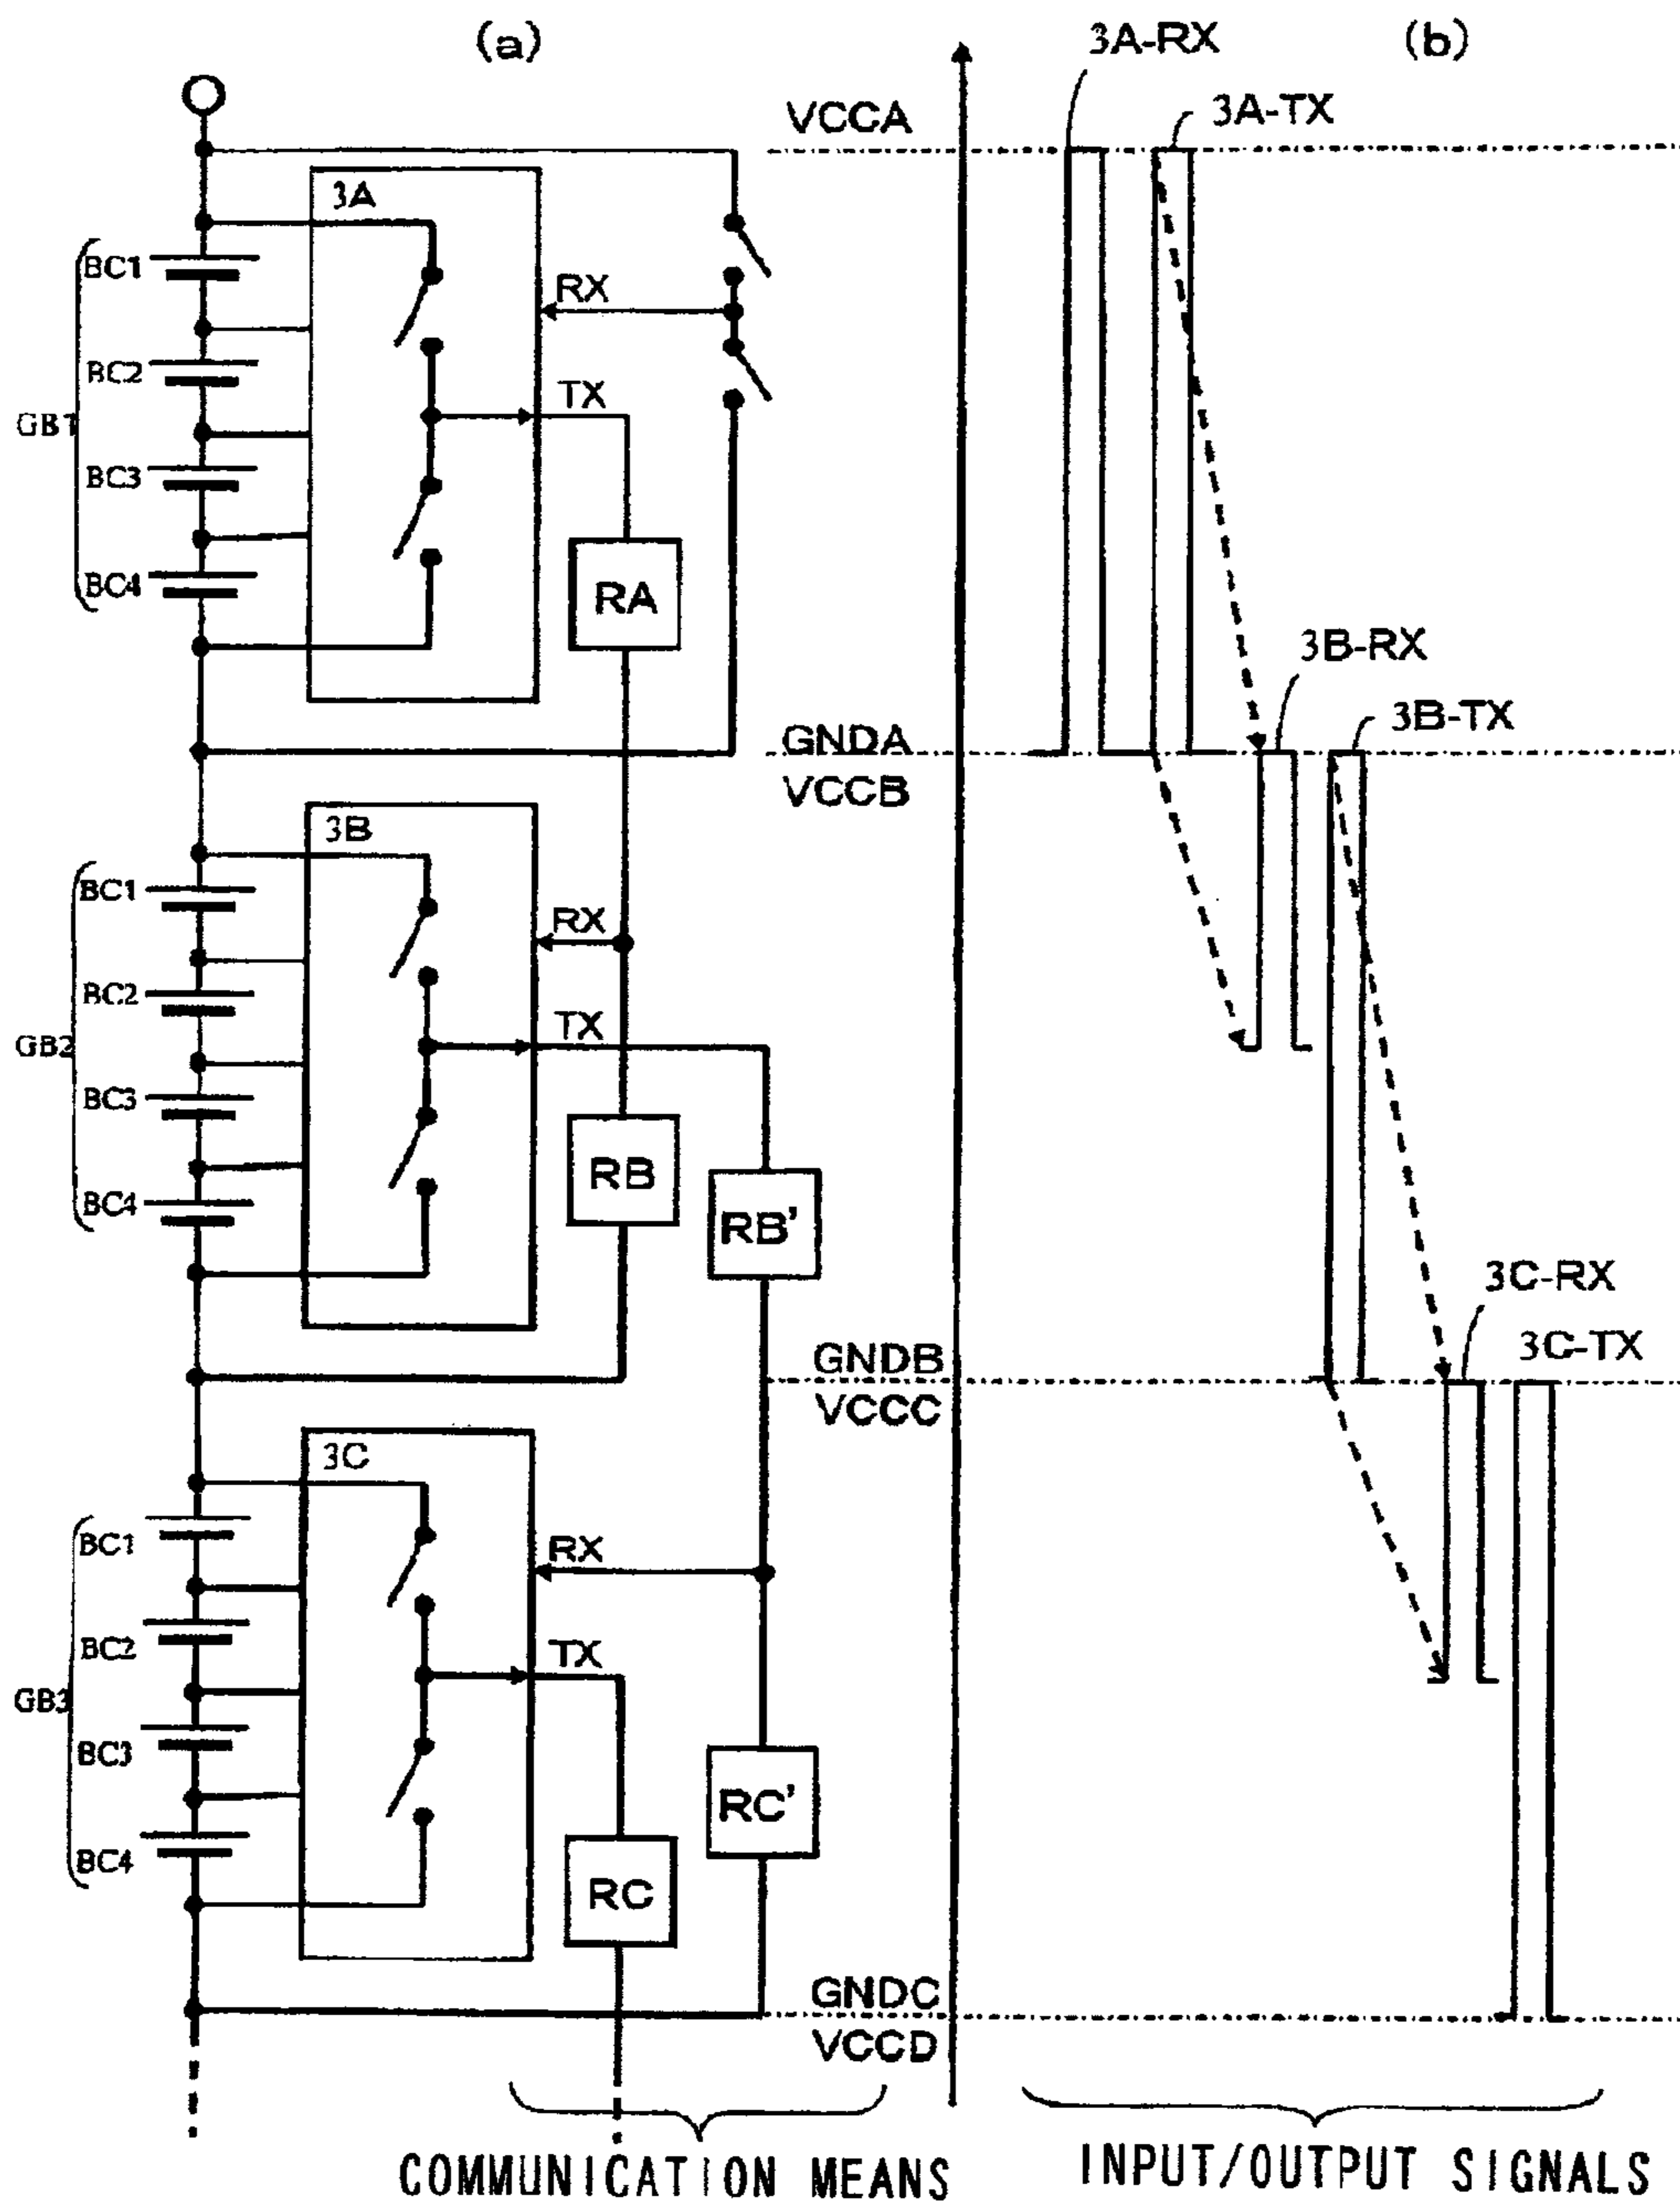 (a)
3A-RX
(b)
VCCA
3A-TX
3A
BC1
RX
BC2
TX
GB1
BC3
BC4
RA
3B-RX
3B-TX
GNDA
VCCB
3B
BC1
RX
BC2
TX
GB2
BC3
BC4
RB
RB'
3C-RX
3C-TX
GNDB
VCCC
3C
BC1
RX
BC2
TX
GB3
BC3
BC4
RC'
RC
GNDC
VCCD
COMMUNICATION MEANS
INPUT/OUTPUT SIGNALS